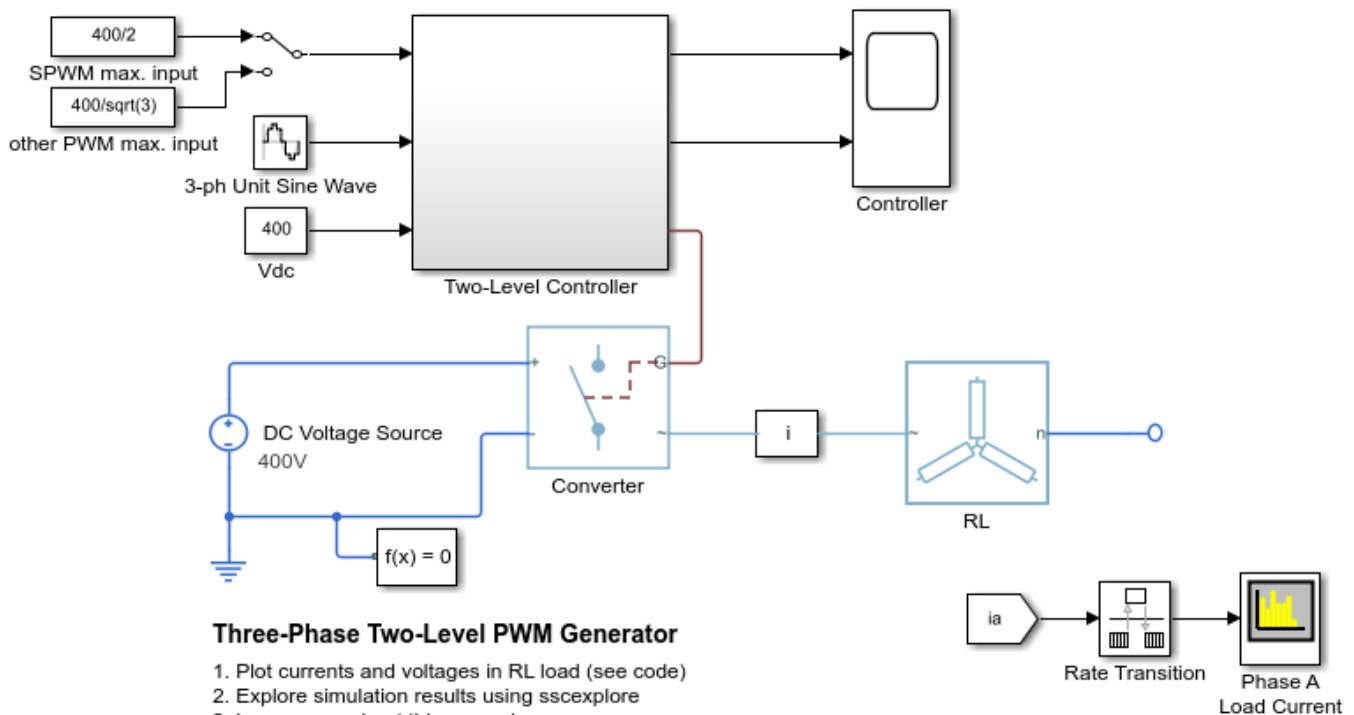 400/2
SPWM max. input
400/sqrt(3)
other PWM max. input
3-ph Unit Sine Wave
400
Vdc
Two-Level Controller
Controller
+
G
DC Voltage Source
400V
-
~
Converter
i
~
n
RL
f(x) = 0
ia
Rate Transition
Phase A
Load Current
Three-Phase Two-Level PWM Generator
1. Plot currents and voltages in RL load (see code)
2. Explore simulation results using sscexplore